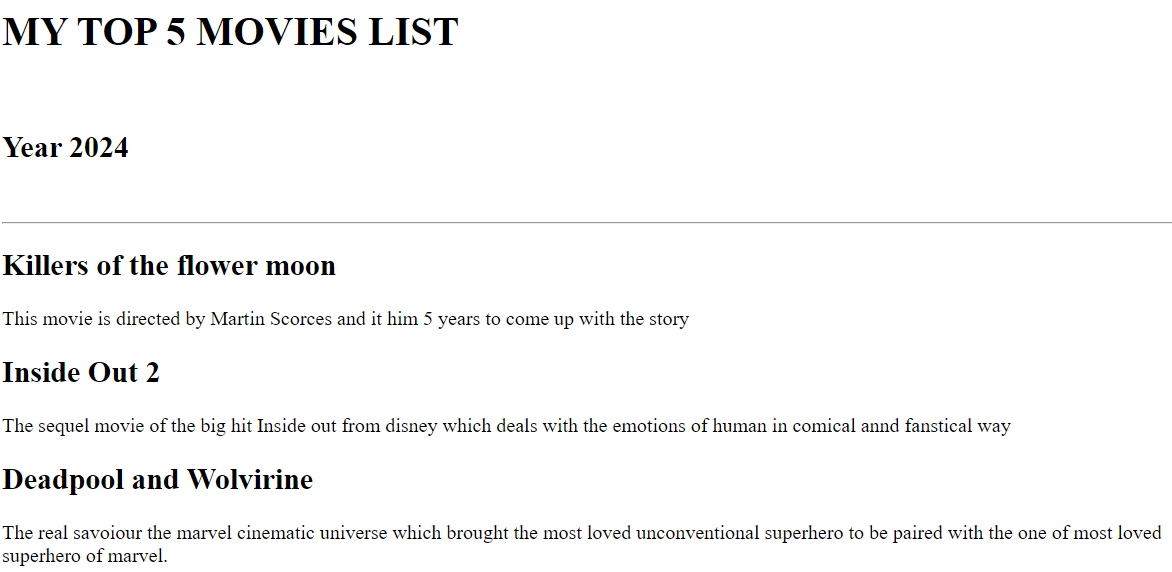 MY TOP 5 MOVIES LIST
Year 2024
Killers of the flower moon
This movie is directed by Martin Scorces and it him 5 years to come up with the story
Inside Out 2
The sequel movie of the big hit Inside out from disney which deals with the emotions of human in comical annd fanstical way
Deadpool and Wolvirine
The real savoiour the marvel cinematic universe which brought the most loved unconventional superhero to be paired with the one of most loved
superhero of marvel.